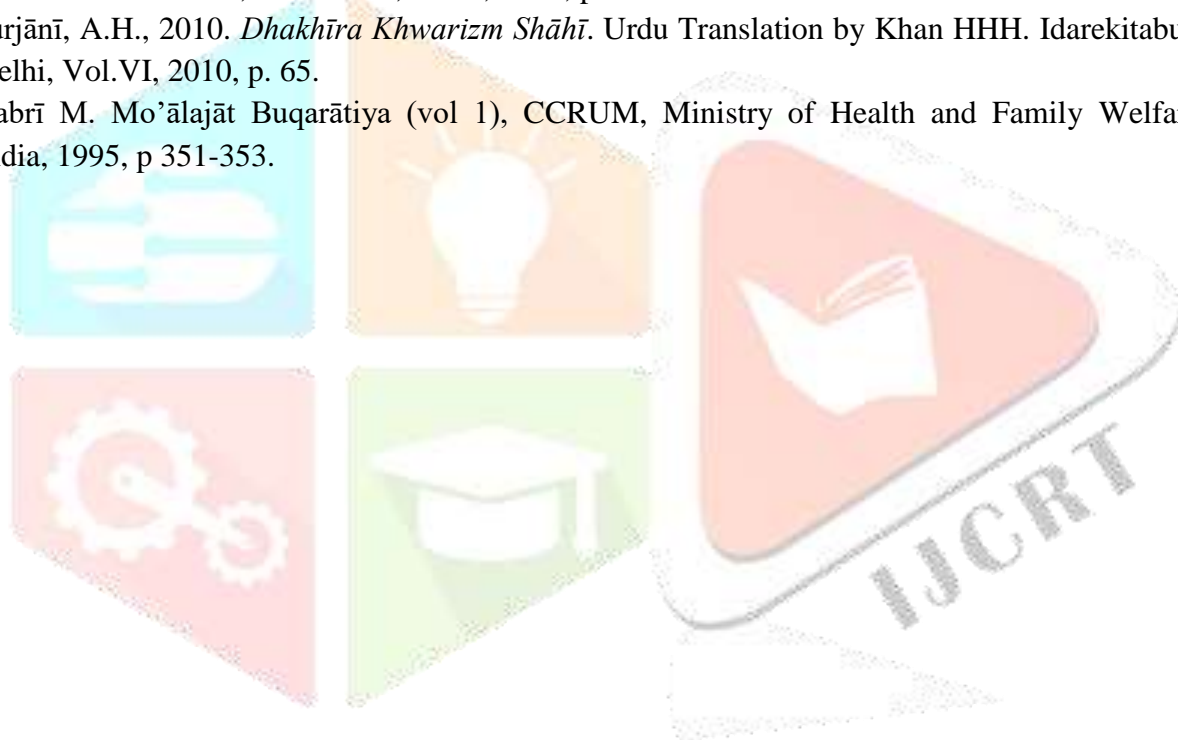 urjānī, A.H., 2010. Dhakhīra Khwarizm Shāhī. Urdu Translation by Khan HHH. Idarekitabu
elhi, Vol.VI, 2010, p. 65.
abrī M. Mo’ālajāt Buqarātiya (vol 1), CCRUM, Ministry of Health and Family Welfa
dia, 1995, p 351-353.
IJCRT